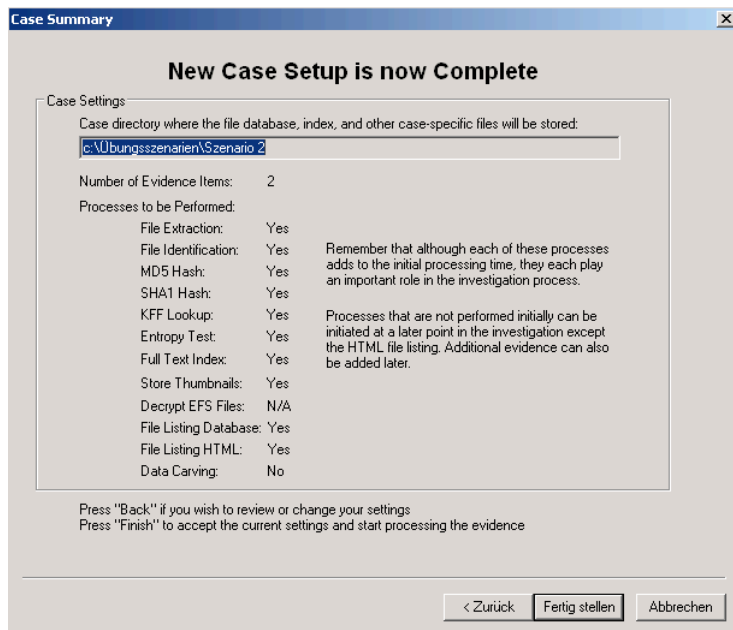 Case Summary
New Case Setup is now Complete
Case Settings
Case directory where the file database, index, and other case-specific files will be stored:
c:\Übungsszenarien\Szenario 2
Number of Evidence Items: 2
Processes to be Performed:
File Extraction: Yes
File Identification: Yes
MD5 Hash: Yes
SHA1 Hash: Yes
KFF Lookup: Yes
Entropy Test: Yes
Full Text Index: Yes
Store Thumbnails: Yes
Decrypt EFS Files: N/A
File Listing Database: Yes
File Listing HTML: Yes
Data Carving: No
Remember that although each of these processes
adds to the initial processing time, they each play
an important role in the investigation process.
Processes that are not performed initially can be
initiated at a later point in the investigation except
the HTML file listing. Additional evidence can also
be added later.
Press "Back" if you wish to review or change your settings
Press "Finish" to accept the current settings and start processing the evidence
< Zurück
Fertig stellen
Abbrechen